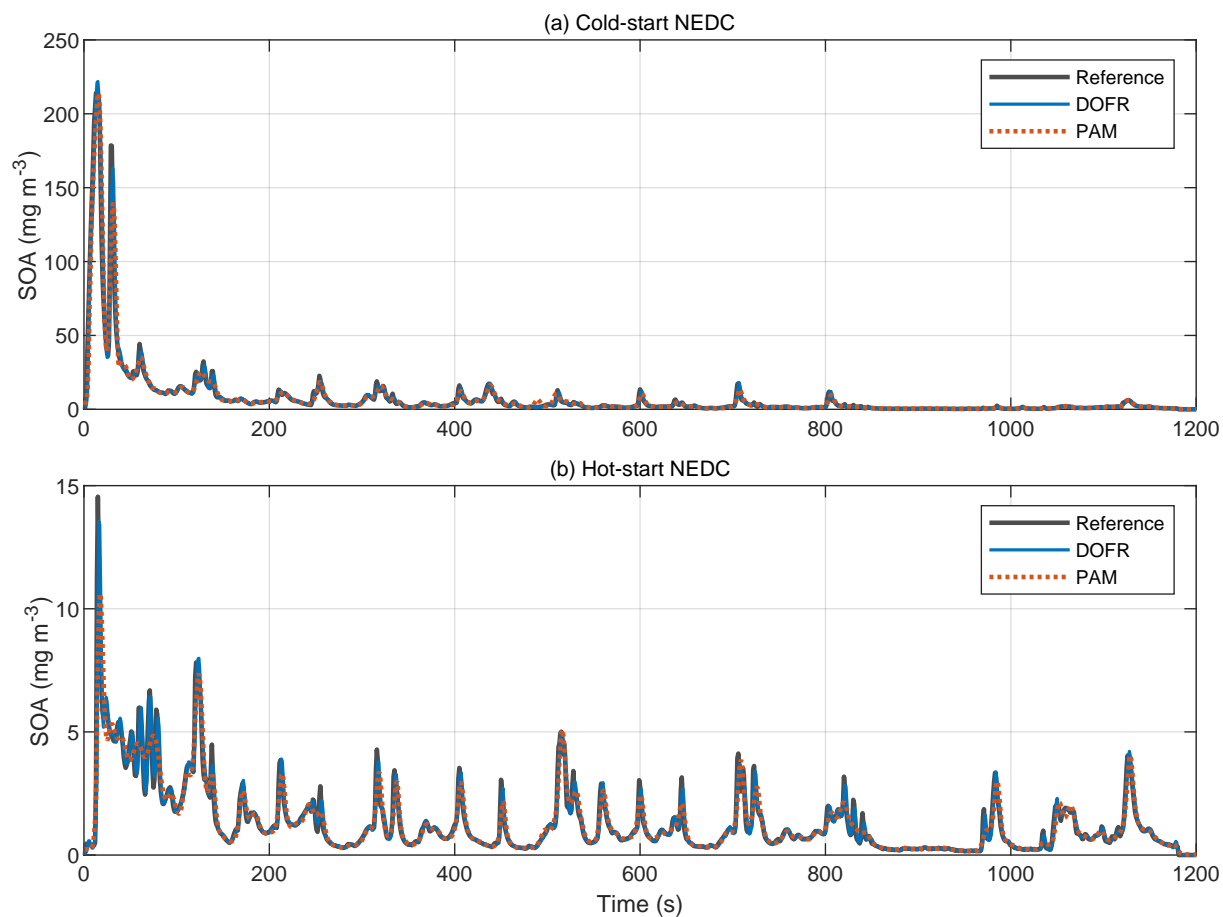 (a) Cold-start NEDC
250
200
150
100
50
0
SOA (mg m-3)
Reference
DOFR
PAM
0 200 400 600 800 1000 1200
(b) Hot-start NEDC
15
10
5
0
SOA (mg m-3)
Reference
DOFR
PAM
0 200 400 600 800 1000 1200
Time (s)